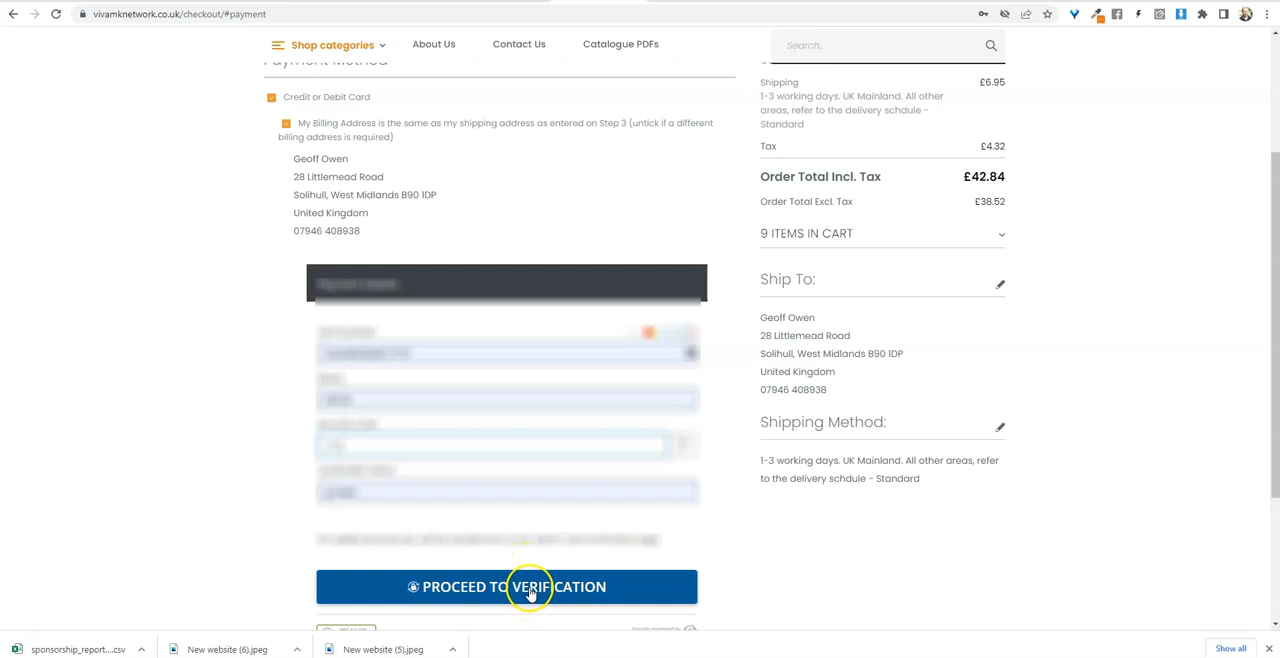 vivamknetwork.co.uk/checkout/#payment
Shop categories
About Us
Contact Us
Catalogue PDFs
Search...
Payment Method
Credit or Debit Card
My Billing Address is the same as my shipping address as entered on Step 3 (untick if a different
billing address is required)
Geoff Owen
28 Littlemead Road
Solihull, West Midlands B90 1DP
United Kingdom
07946 408938
PROCEED TO VERIFICATION
Shipping
£6.95
1-3 working days. UK Mainland. All other
areas, refer to the delivery schdule -
Standard
Tax
£4.32
Order Total Incl. Tax
£42.84
Order Total Excl. Tax
£38.52
9 ITEMS IN CART
Ship To:
Geoff Owen
28 Littlemead Road
Solihull, West Midlands B90 1DP
United Kingdom
07946 408938
Shipping Method:
1-3 working days. UK Mainland. All other areas, refer
to the delivery schdule - Standard
sponsorship_report....csv
New website (6).jpeg
New website (5).jpeg
Show all